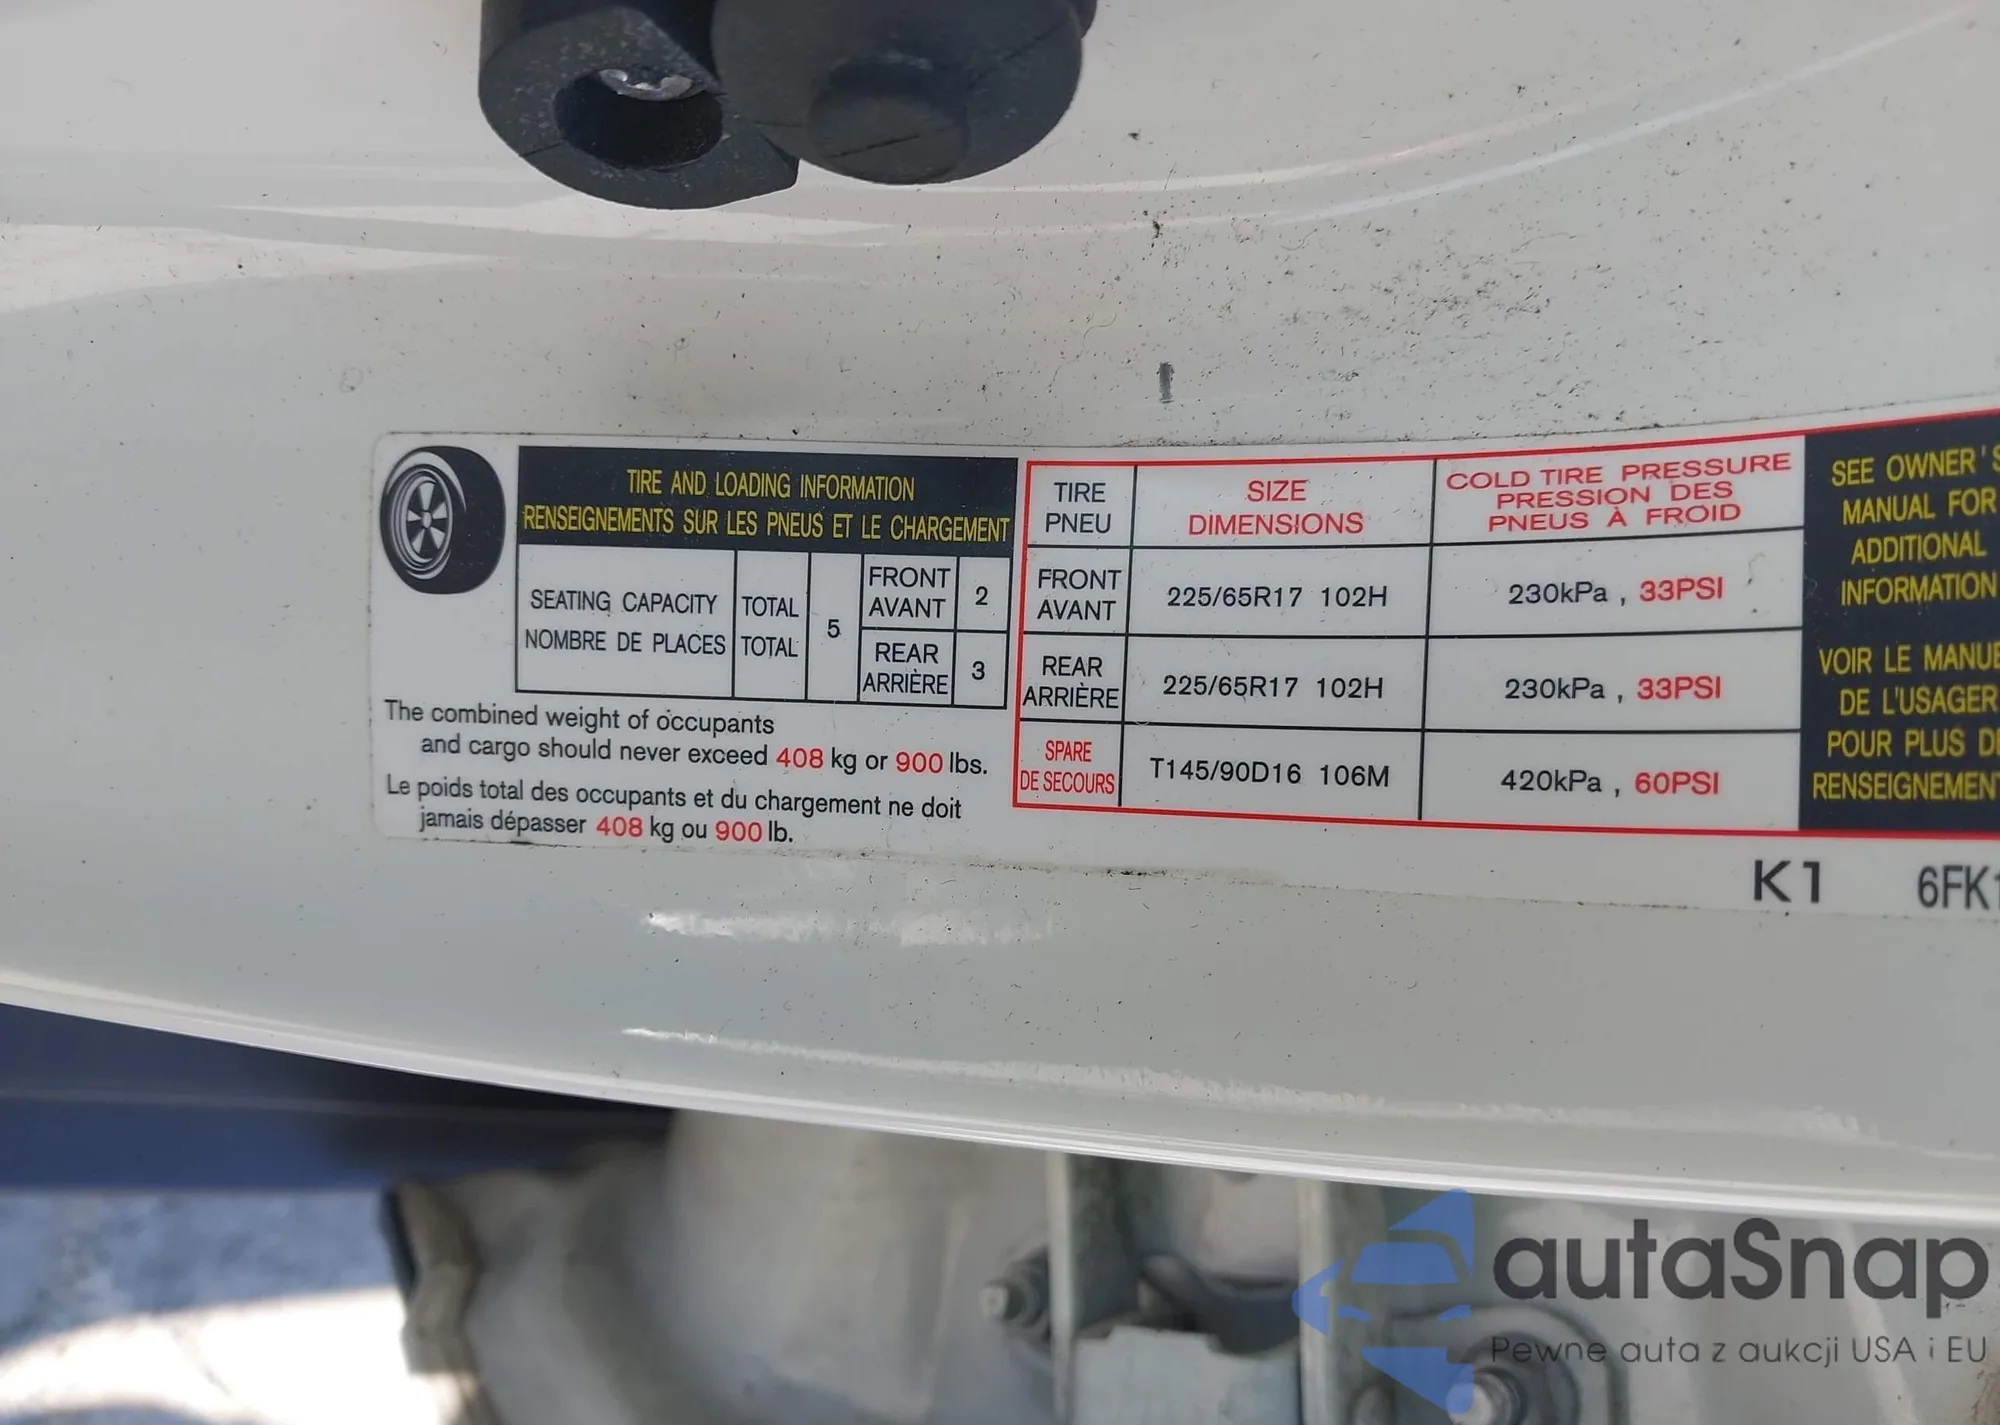 TIRE AND LOADING INFORMATION
RENSEIGNEMENTS SUR LES PNEUS ET LE CHARGEMENT
SEATING CAPACITY TOTAL 5 FRONT 2
NOMBRE DE PLACES TOTAL AVANT
REAR 3
ARRIÈRE
The combined weight of occupants
and cargo should never exceed 408 kg or 900 lbs.
Le poids total des occupants et du chargement ne doit
jamais dépasser 408 kg ou 900 lb.
TIRE SIZE COLD TIRE PRESSURE
PNEU DIMENSIONS PRESSION DES
PNEUS À FROID
FRONT 225/65R17 102H 230kPa , 33PSI
AVANT
REAR 225/65R17 102H 230kPa , 33PSI
ARRIÈRE
SPARE T145/90D16 106M 420kPa , 60PSI
DE SECOURS
SEE OWNER'S
MANUAL FOR
ADDITIONAL
INFORMATION
VOIR LE MANUE
DE L'USAGER
POUR PLUS DE
RENSEIGNEMENT
K1 6FK1
autaSnap
Pewne auta z aukcji USA i EU